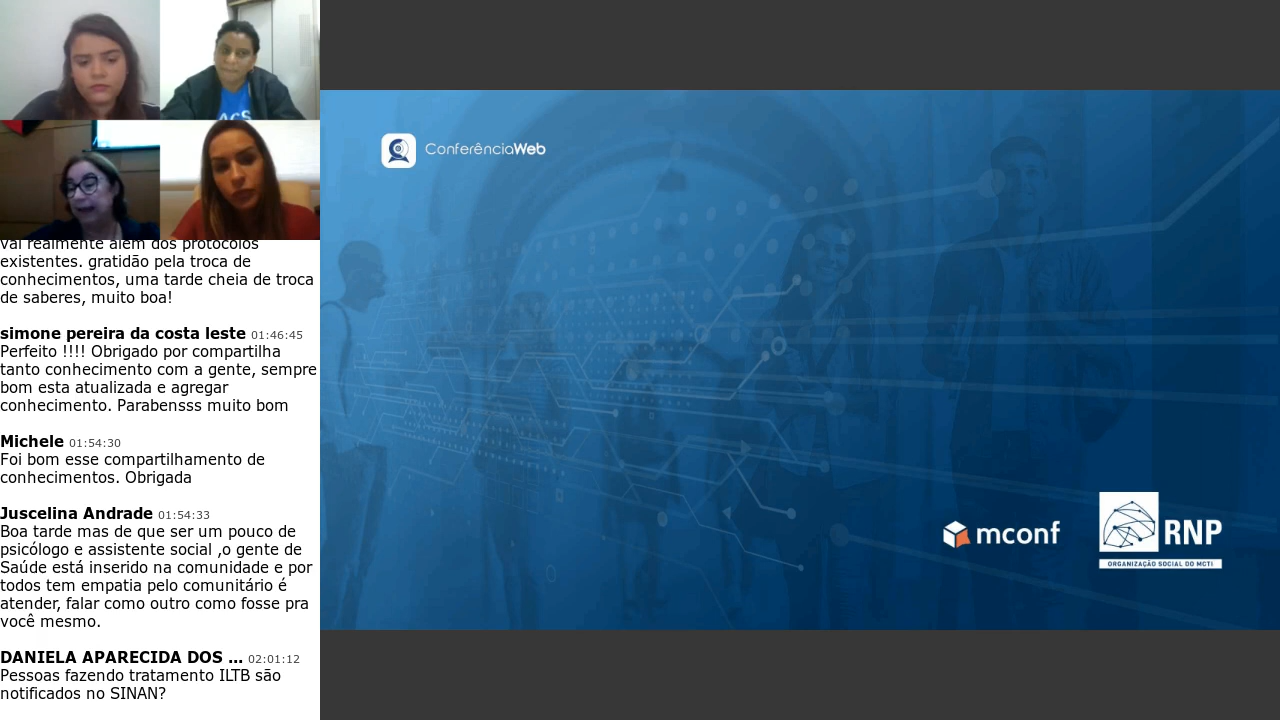 ACS
vai realmente além dos protocolos
existentes. gratidão pela troca de
conhecimentos, uma tarde cheia de troca
de saberes, muito boa!
simone pereira da costa leste 01:46:45
Perfeito !!!! Obrigado por compartilha
tanto conhecimento com a gente, sempre
bom esta atualizada e agregar
conhecimento. Parabensss muito bom
Michele 01:54:30
Foi bom esse compartilhamento de
conhecimentos. Obrigada
Juscelina Andrade 01:54:33
Boa tarde mas de que ser um pouco de
psicólogo e assistente social ,o gente de
Saúde está inserido na comunidade e por
todos tem empatia pelo comunitário é
atender, falar como outro como fosse pra
você mesmo.
DANIELA APARECIDA DOS ... 02:01:12
Pessoas fazendo tratamento ILTB são
notificados no SINAN?
ConferênciaWeb
mconf
RNP
ORGANIZAÇÃO SOCIAL DO MCTI